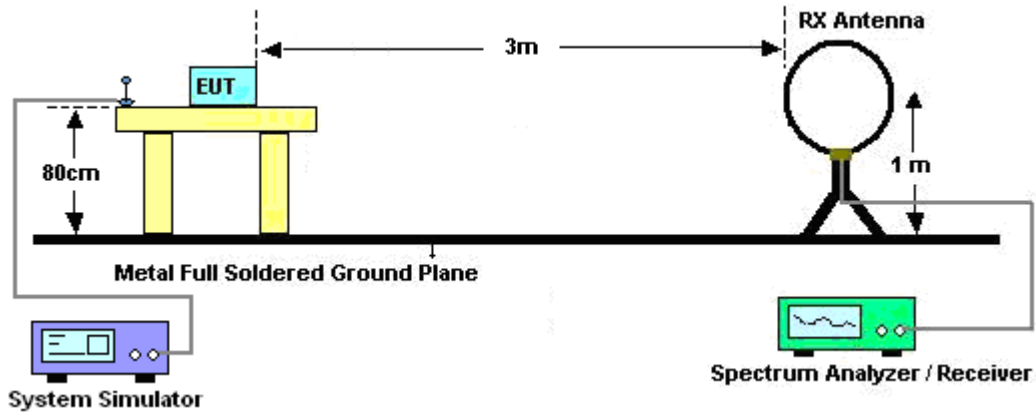 RX Antenna
3m
EUT
80cm
1 m
Metal Full Soldered Ground Plane
System Simulator
Spectrum Analyzer / Receiver